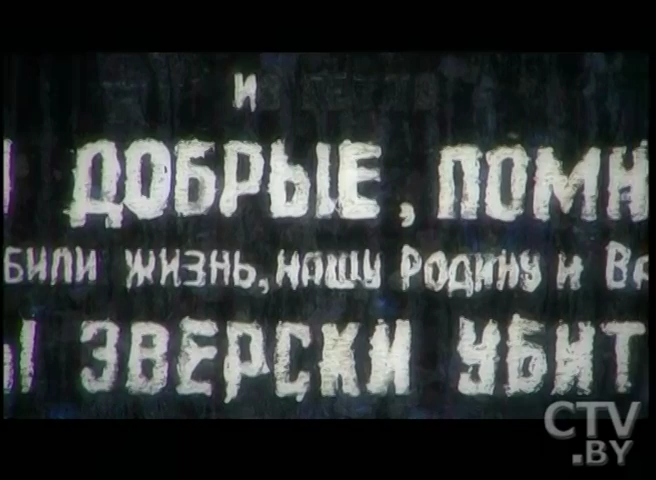 и
ДОБРЫЕ, ПОМН
БИЛИ ЖИЗНЬ, НАШУ РОДИНУ И ВА
Ы ЗВЕРСКИ УБИТ
CTV
.BY